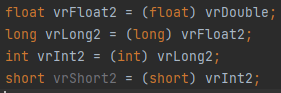 float vrFloat2 = (float) vrDouble;
long vrLong2 = (long) vrFloat2;
int vrInt2 = (int) vrLong2;
short vrShort2 = (short) vrInt2;